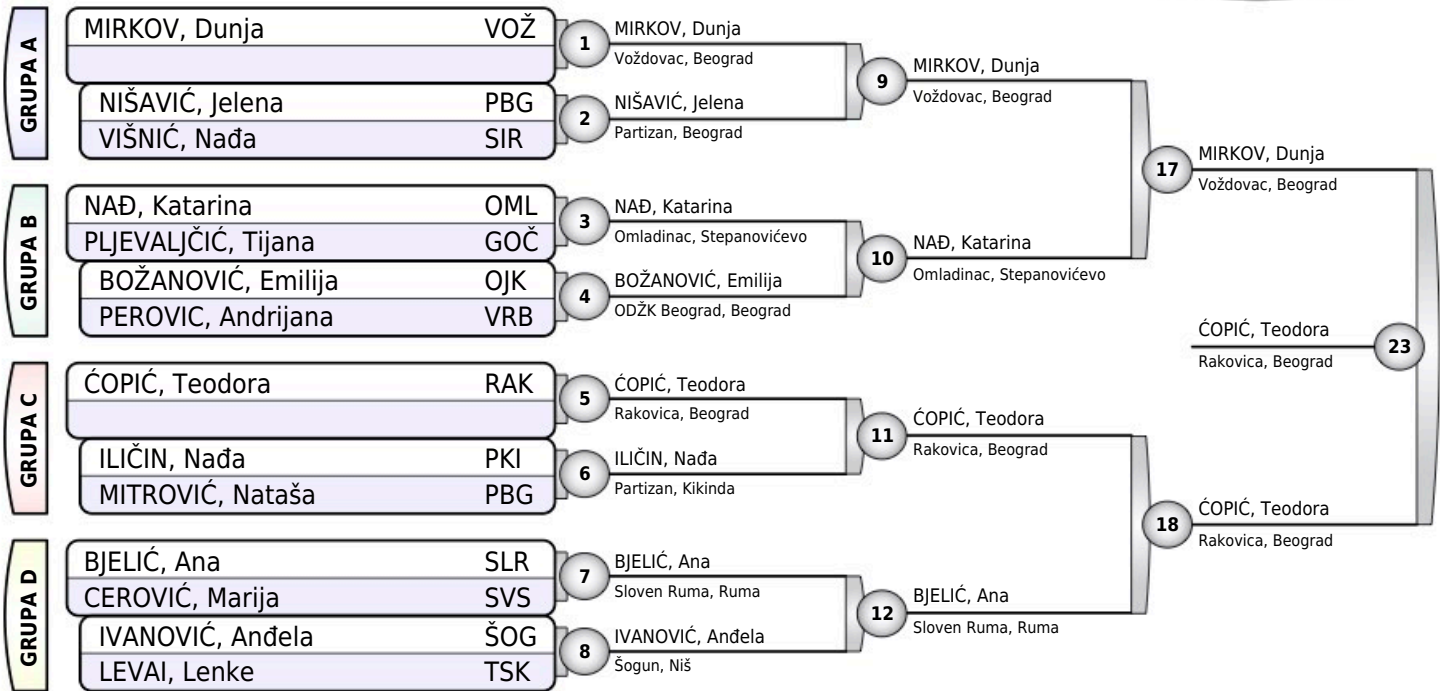 GRUPA A
MIRKOV, Dunja VOŽ
NIŠAVIĆ, Jelena PBG
VIŠNIĆ, Nađa SIR
GRUPA B
NAĐ, Katarina OML
PLJEVALJČIĆ, Tijana GOČ
BOŽANOVIĆ, Emilija OJK
PEROVIC, Andrijana VRB
GRUPA C
ĆOPIĆ, Teodora RAK
ILIČIN, Nađa PKI
MITROVIĆ, Nataša PBG
GRUPA D
BJELIĆ, Ana SLR
CEROVIĆ, Marija SVS
IVANOVIĆ, Anđela ŠOG
LEVAI, Lenke TSK
1
MIRKOV, Dunja
Voždovac, Beograd
2
NIŠAVIĆ, Jelena
Partizan, Beograd
3
NAĐ, Katarina
Omladinac, Stepanovićevo
4
BOŽANOVIĆ, Emilija
ODŽK Beograd, Beograd
5
ĆOPIĆ, Teodora
Rakovica, Beograd
6
ILIČIN, Nađa
Partizan, Kikinda
7
BJELIĆ, Ana
Sloven Ruma, Ruma
8
IVANOVIĆ, Anđela
Šogun, Niš
9
MIRKOV, Dunja
Voždovac, Beograd
10
NAĐ, Katarina
Omladinac, Stepanovićevo
11
ĆOPIĆ, Teodora
Rakovica, Beograd
12
BJELIĆ, Ana
Sloven Ruma, Ruma
17
MIRKOV, Dunja
Voždovac, Beograd
18
ĆOPIĆ, Teodora
Rakovica, Beograd
ĆOPIĆ, Teodora
Rakovica, Beograd
23